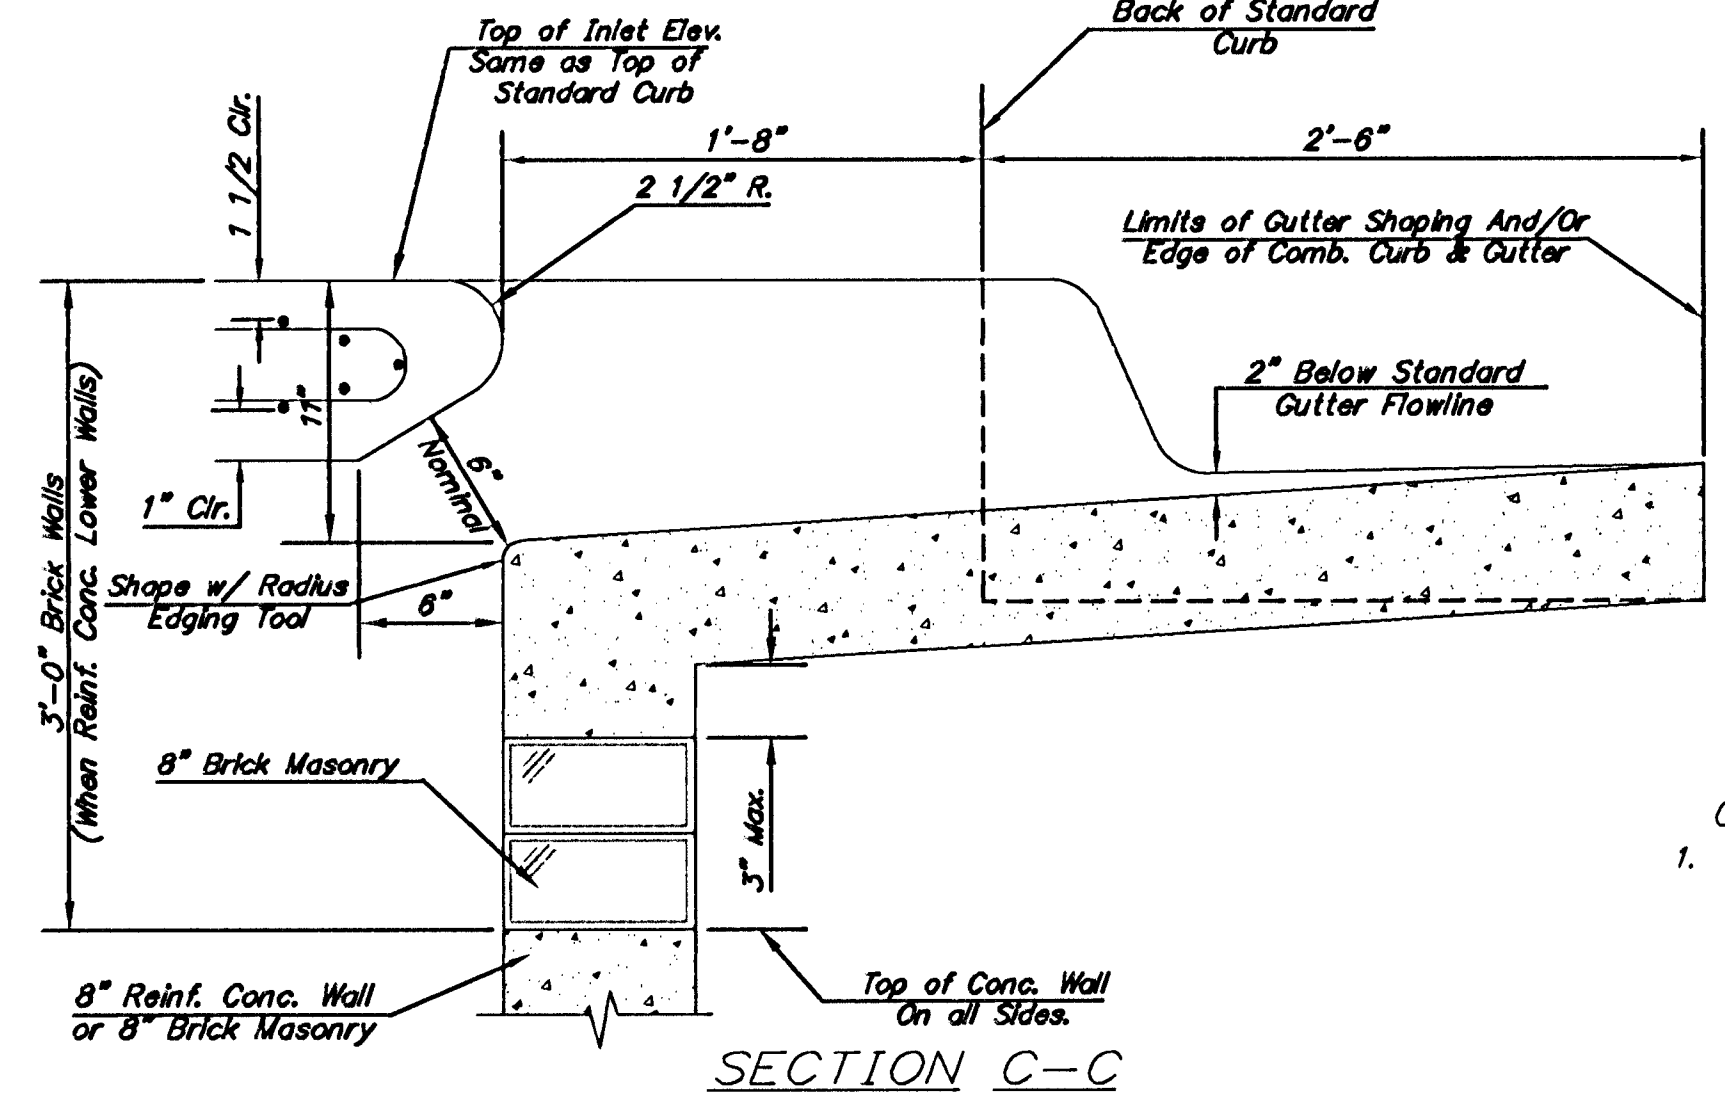 Back of Standard
Curb
Top of Inlet Elev.
Same as Top of
Standard Curb
1 1/2 Clr.
1'-8"
2'-6"
2 1/2" R.
Limits of Gutter Shaping And/Or
Edge of Comb. Curb & Gutter
2" Below Standard
Gutter Flowline
11"
6"
Nominal
1" Clr.
3'-0" Brick Walls
(When Reinf. Conc. Lower Walls)
Shape w/ Radius
Edging Tool
6"
8" Brick Masonry
3" Max.
1.
8" Reinf. Conc. Wall
or 8" Brick Masonry
Top of Conc. Wall
On all Sides.
SECTION C-C